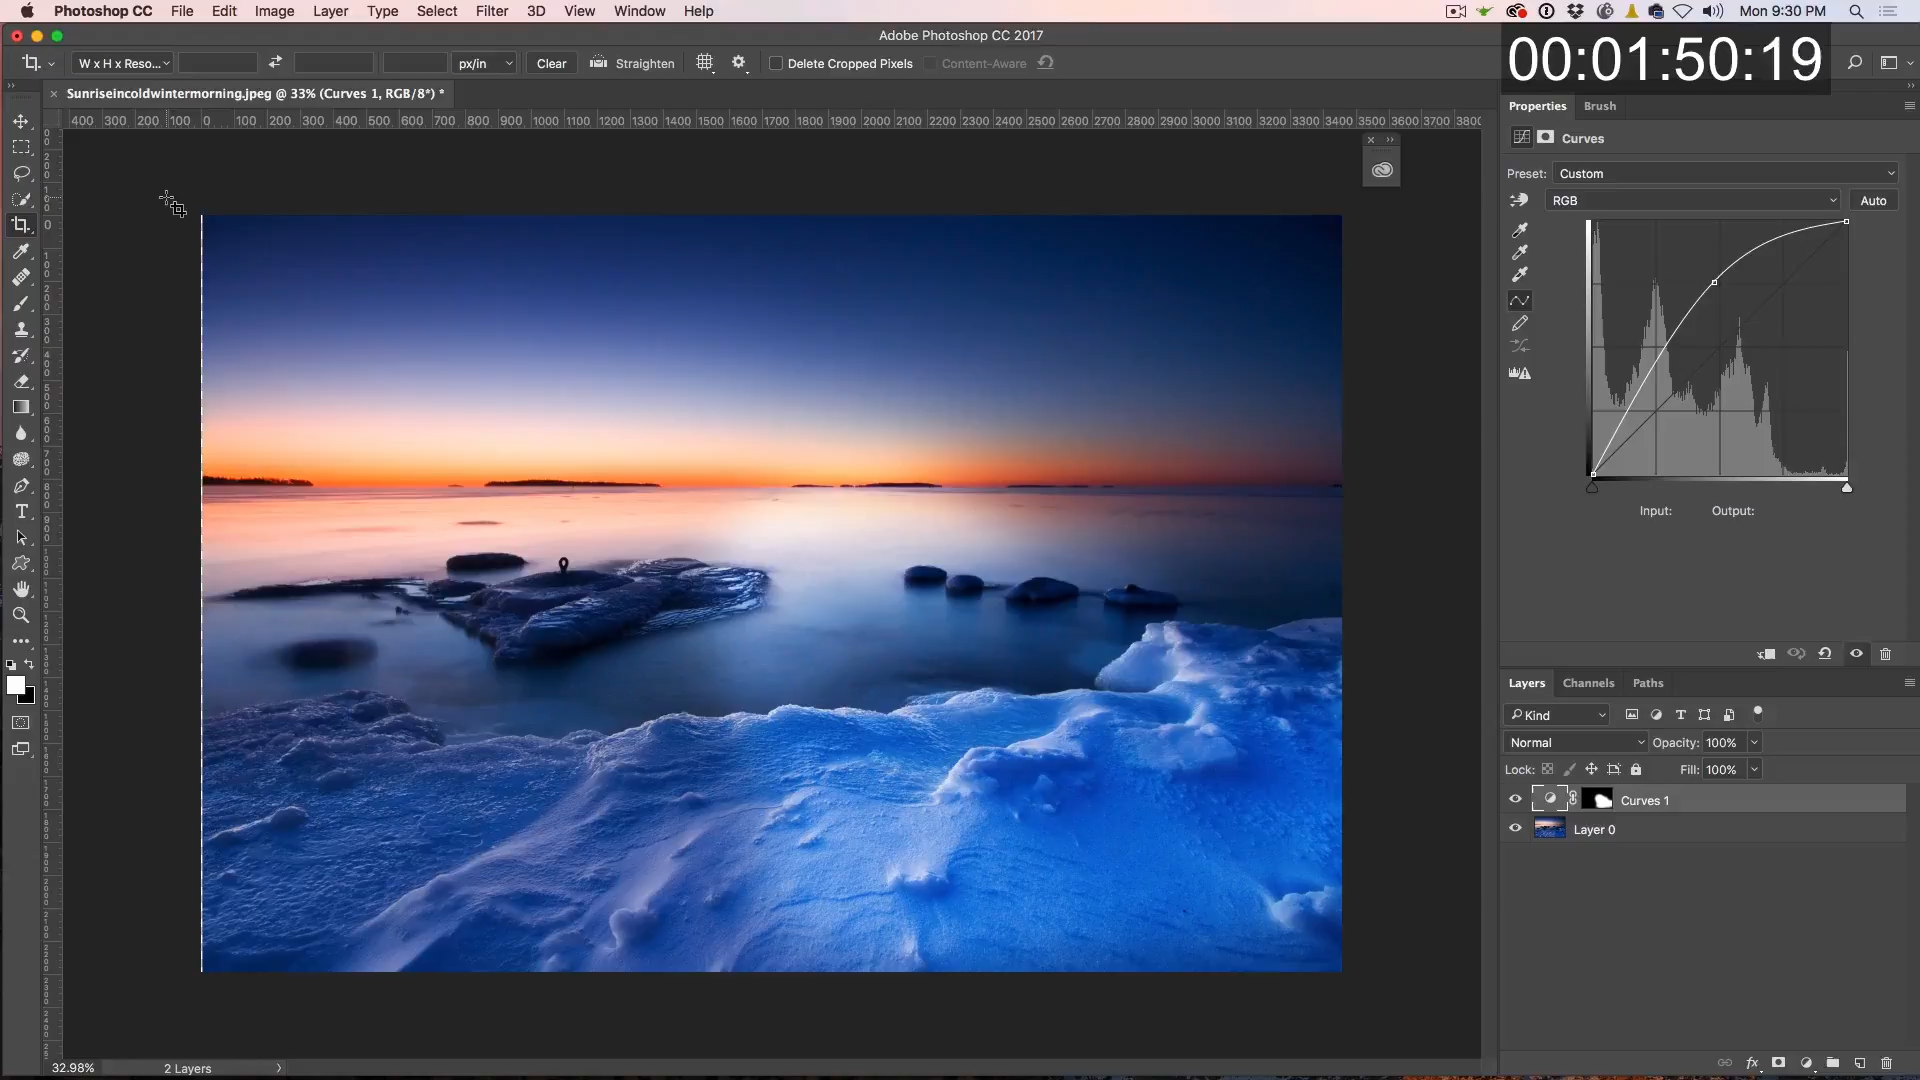 Photoshop CC File Edit Image Layer Type Select Filter 3D View Window Help Mon 9:30 PM
Adobe Photoshop CC 2017
00:01:50:19
W x H x Reso... px/in Clear Straighten Delete Cropped Pixels Content-Aware
Sunriseincoldwintermorning.jpeg @ 33% (Curves 1, RGB/8*) *
400 300 200 100 0 100 200 300 400 500 600 700 800 900 1000 1100 1200 1300 1400 1500 1600 1700 1800 1900 2000 2100 2200 2300 2400 2500 2600 2700 2800 2900 3000 3100 3200 3300 3400 3500 3600 3700 3800
Properties Brush
Curves
Preset: Custom
RGB Auto
Input: Output:
Layers Channels Paths
Kind
Normal Opacity: 100%
Lock: Fill: 100%
Curves 1
Layer 0
fx
32.98% 2 Layers